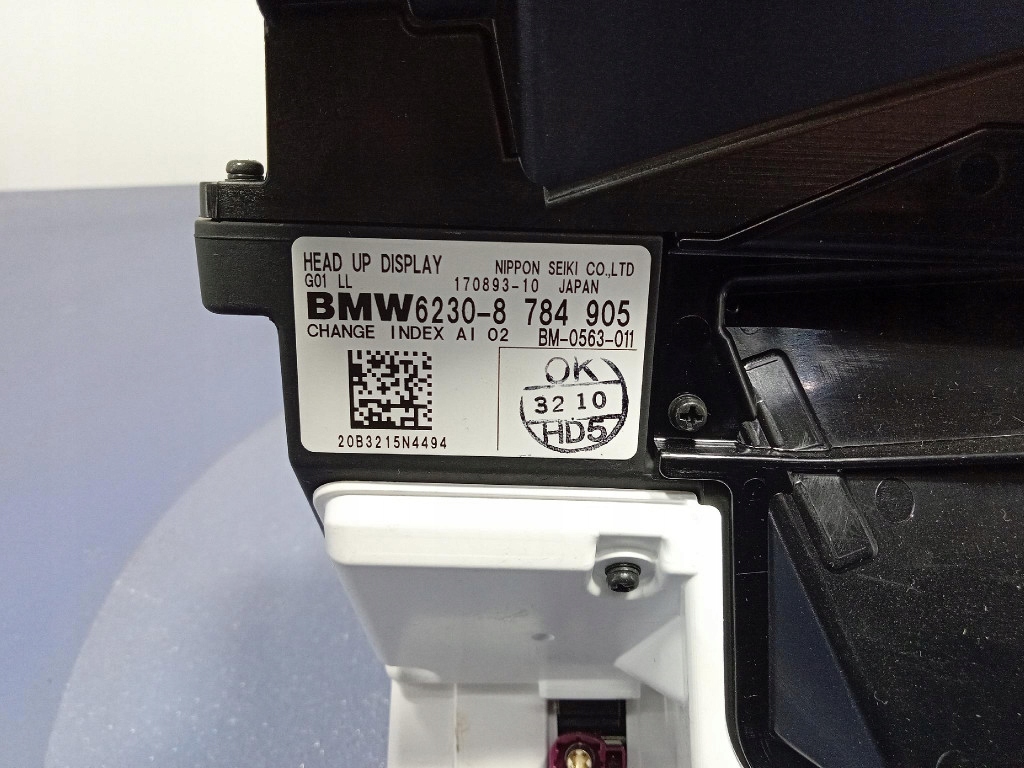 HEAD UP DISPLAY NIPPON SEIKI CO.,LTD
G01 LL 170893-10 JAPAN
BMW 6230-8 784 905
CHANGE INDEX AI 02 BM-0563-011
20B3215N4494
OK
32 10
HD5